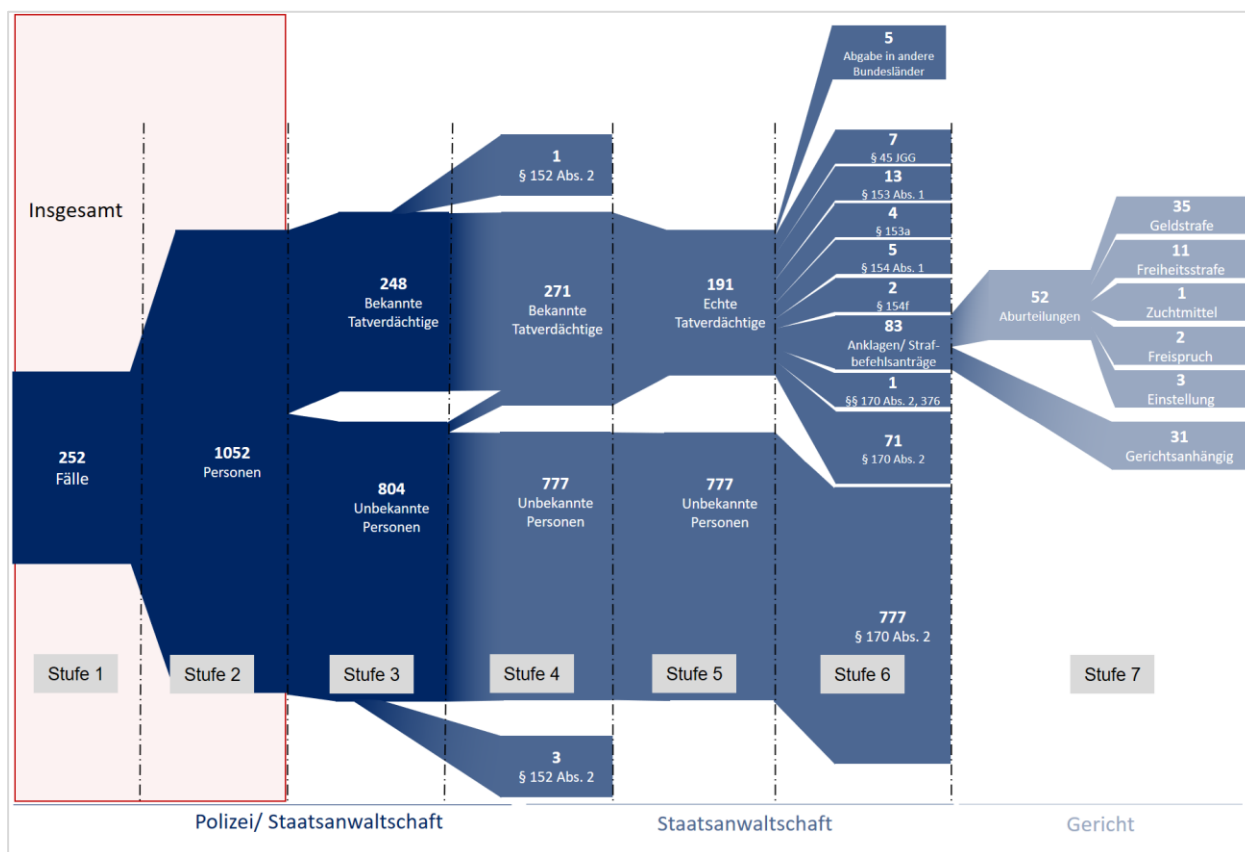 Insgesamt
252
Fälle
1052
Personen
248
Bekannte
Tatverdächtige
804
Unbekannte
Personen
1
§ 152 Abs. 2
271
Bekannte
Tatverdächtige
777
Unbekannte
Personen
3
§ 152 Abs. 2
191
Echte
Tatverdächtige
777
Unbekannte
Personen
5
Abgabe in andere
Bundesländer
7
§ 45 JGG
13
§ 153 Abs. 1
4
§ 153a
5
§ 154 Abs. 1
2
§ 154f
83
Anklagen/ Straf-
befehlsanträge
1
§§ 170 Abs. 2, 376
71
§ 170 Abs. 2
777
§ 170 Abs. 2
52
Aburteilungen
35
Geldstrafe
11
Freiheitsstrafe
1
Zuchtmittel
2
Freispruch
3
Einstellung
31
Gerichtsanhängig
Stufe 1
Stufe 2
Stufe 3
Stufe 4
Stufe 5
Stufe 6
Stufe 7
Polizei/ Staatsanwaltschaft
Staatsanwaltschaft
Gericht